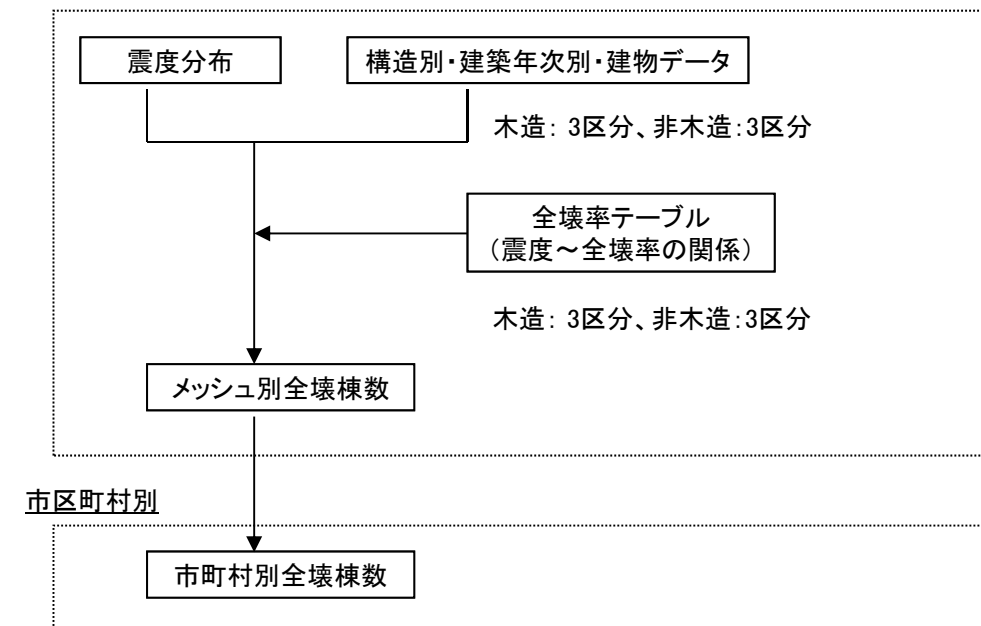 震度分布
構造別・建築年次別・建物データ
木造： 3区分、非木造：3区分
全壊率テーブル
（震度～全壊率の関係）
木造： 3区分、非木造：3区分
メッシュ別全壊棟数
市区町村別
市町村別全壊棟数